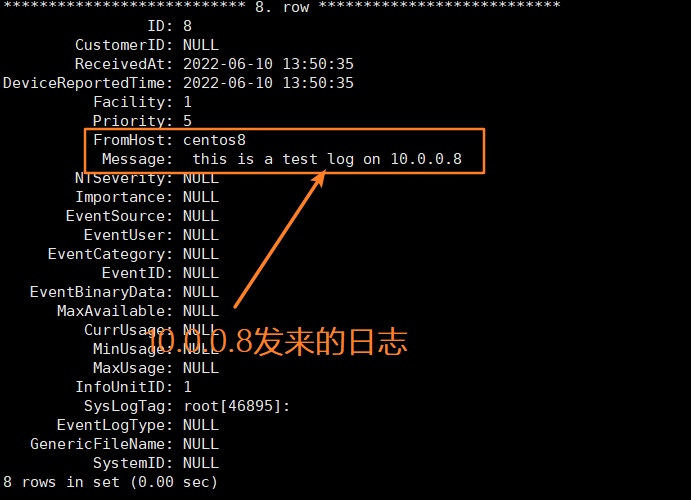 *************************** 8. row ***************************
ID: 8
CustomerID: NULL
ReceivedAt: 2022-06-10 13:50:35
DeviceReportedTime: 2022-06-10 13:50:35
Facility: 1
Priority: 5
FromHost: centos8
Message:  this is a test log on 10.0.0.8
NTSeverity: NULL
Importance: NULL
EventSource: NULL
EventUser: NULL
EventCategory: NULL
EventID: NULL
EventBinaryData: NULL
MaxAvailable: NULL
CurrUsage: NULL
10.0.0.8发来的日志
MinUsage: NULL
MaxUsage: NULL
InfoUnitID: 1
SysLogTag: root[46895]:
EventLogType: NULL
GenericFileName: NULL
SystemID: NULL
8 rows in set (0.00 sec)